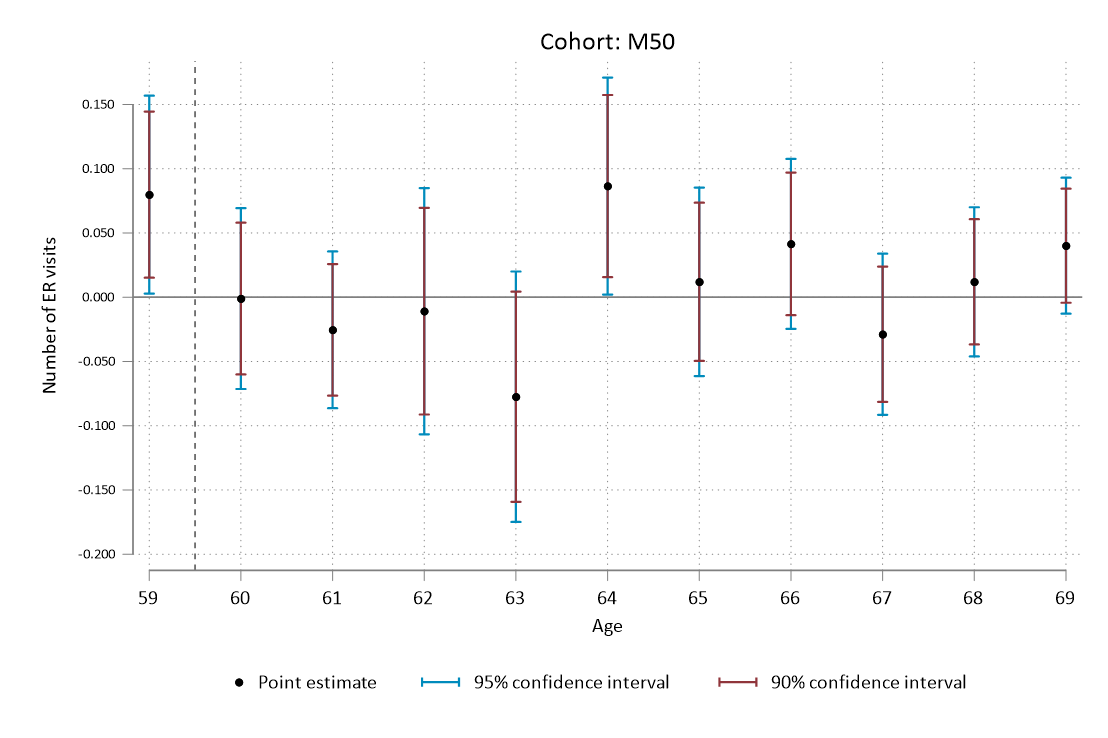 Cohort: M50
0.150
0.100
0.050
0.000
-0.050
-0.100
-0.150
-0.200
Number of ER visits
59 60 61 62 63 64 65 66 67 68 69
Age
Point estimate 95% confidence interval 90% confidence interval